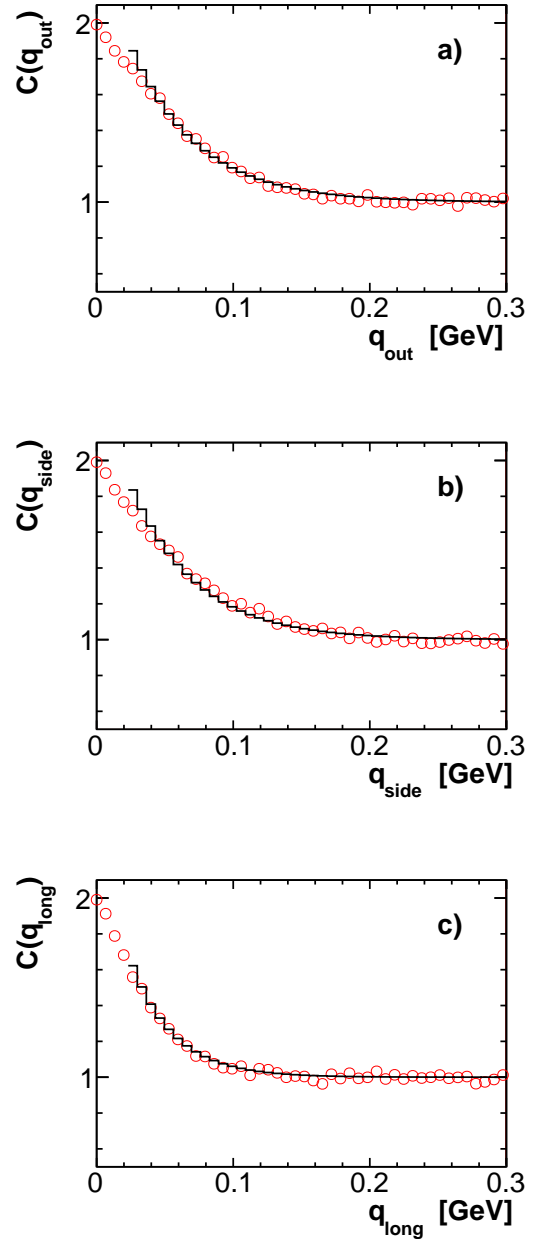 C(q_out)
a)
2
1
0 0.1 0.2 0.3
q_out [GeV]
C(q_side)
b)
2
1
0 0.1 0.2 0.3
q_side [GeV]
C(q_long)
c)
2
1
0 0.1 0.2 0.3
q_long [GeV]